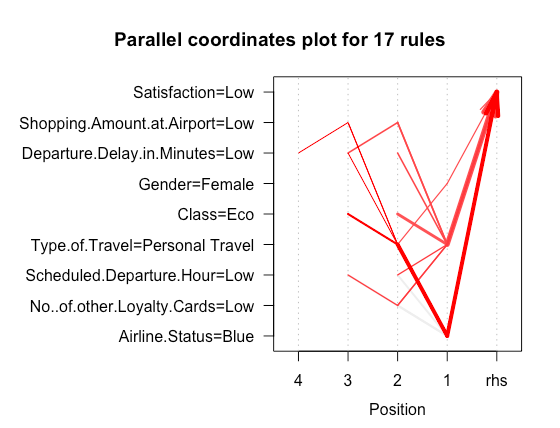 Parallel coordinates plot for 17 rules
Satisfaction=Low
Shopping.Amount.at.Airport=Low
Departure.Delay.in.Minutes=Low
Gender=Female
Class=Eco
Type.of.Travel=Personal Travel
Scheduled.Departure.Hour=Low
No..of.other.Loyalty.Cards=Low
Airline.Status=Blue
4 3 2 1 rhs
Position